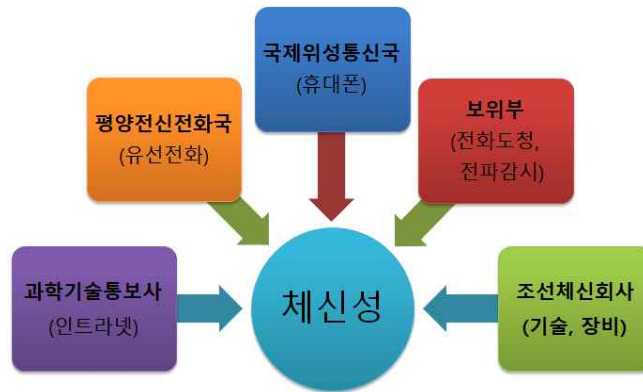 국제위성통신국
(휴대폰)
평양전신전화국
(유선전화)
보위부
(전화도청,
전파감시)
과학기술통보사
(인트라넷)
체신성
조선체신회사
(기술, 장비)